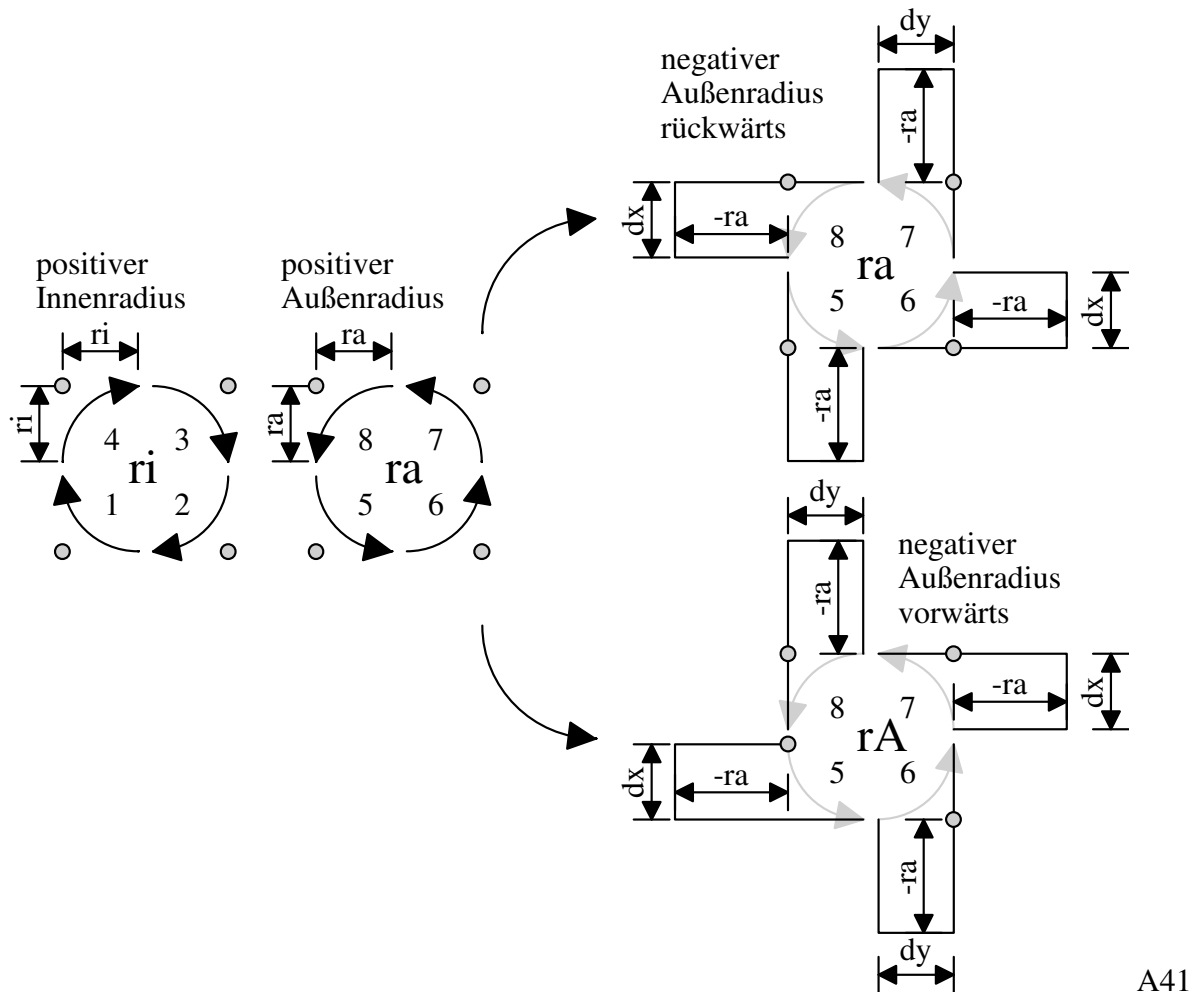 positiver
Innenradius
ri
ri
4 3
ri
1 2
positiver
Außenradius
ra
ra
8 7
ra
5 6
negativer
Außenradius
rückwärts
dy
-ra
dx
-ra
8 7
ra
5 6
-ra
dx
-ra
dy
negativer
Außenradius
vorwärts
-ra
8 7
rA
5 6
-ra
dx
dx
-ra
-ra
dy
A41